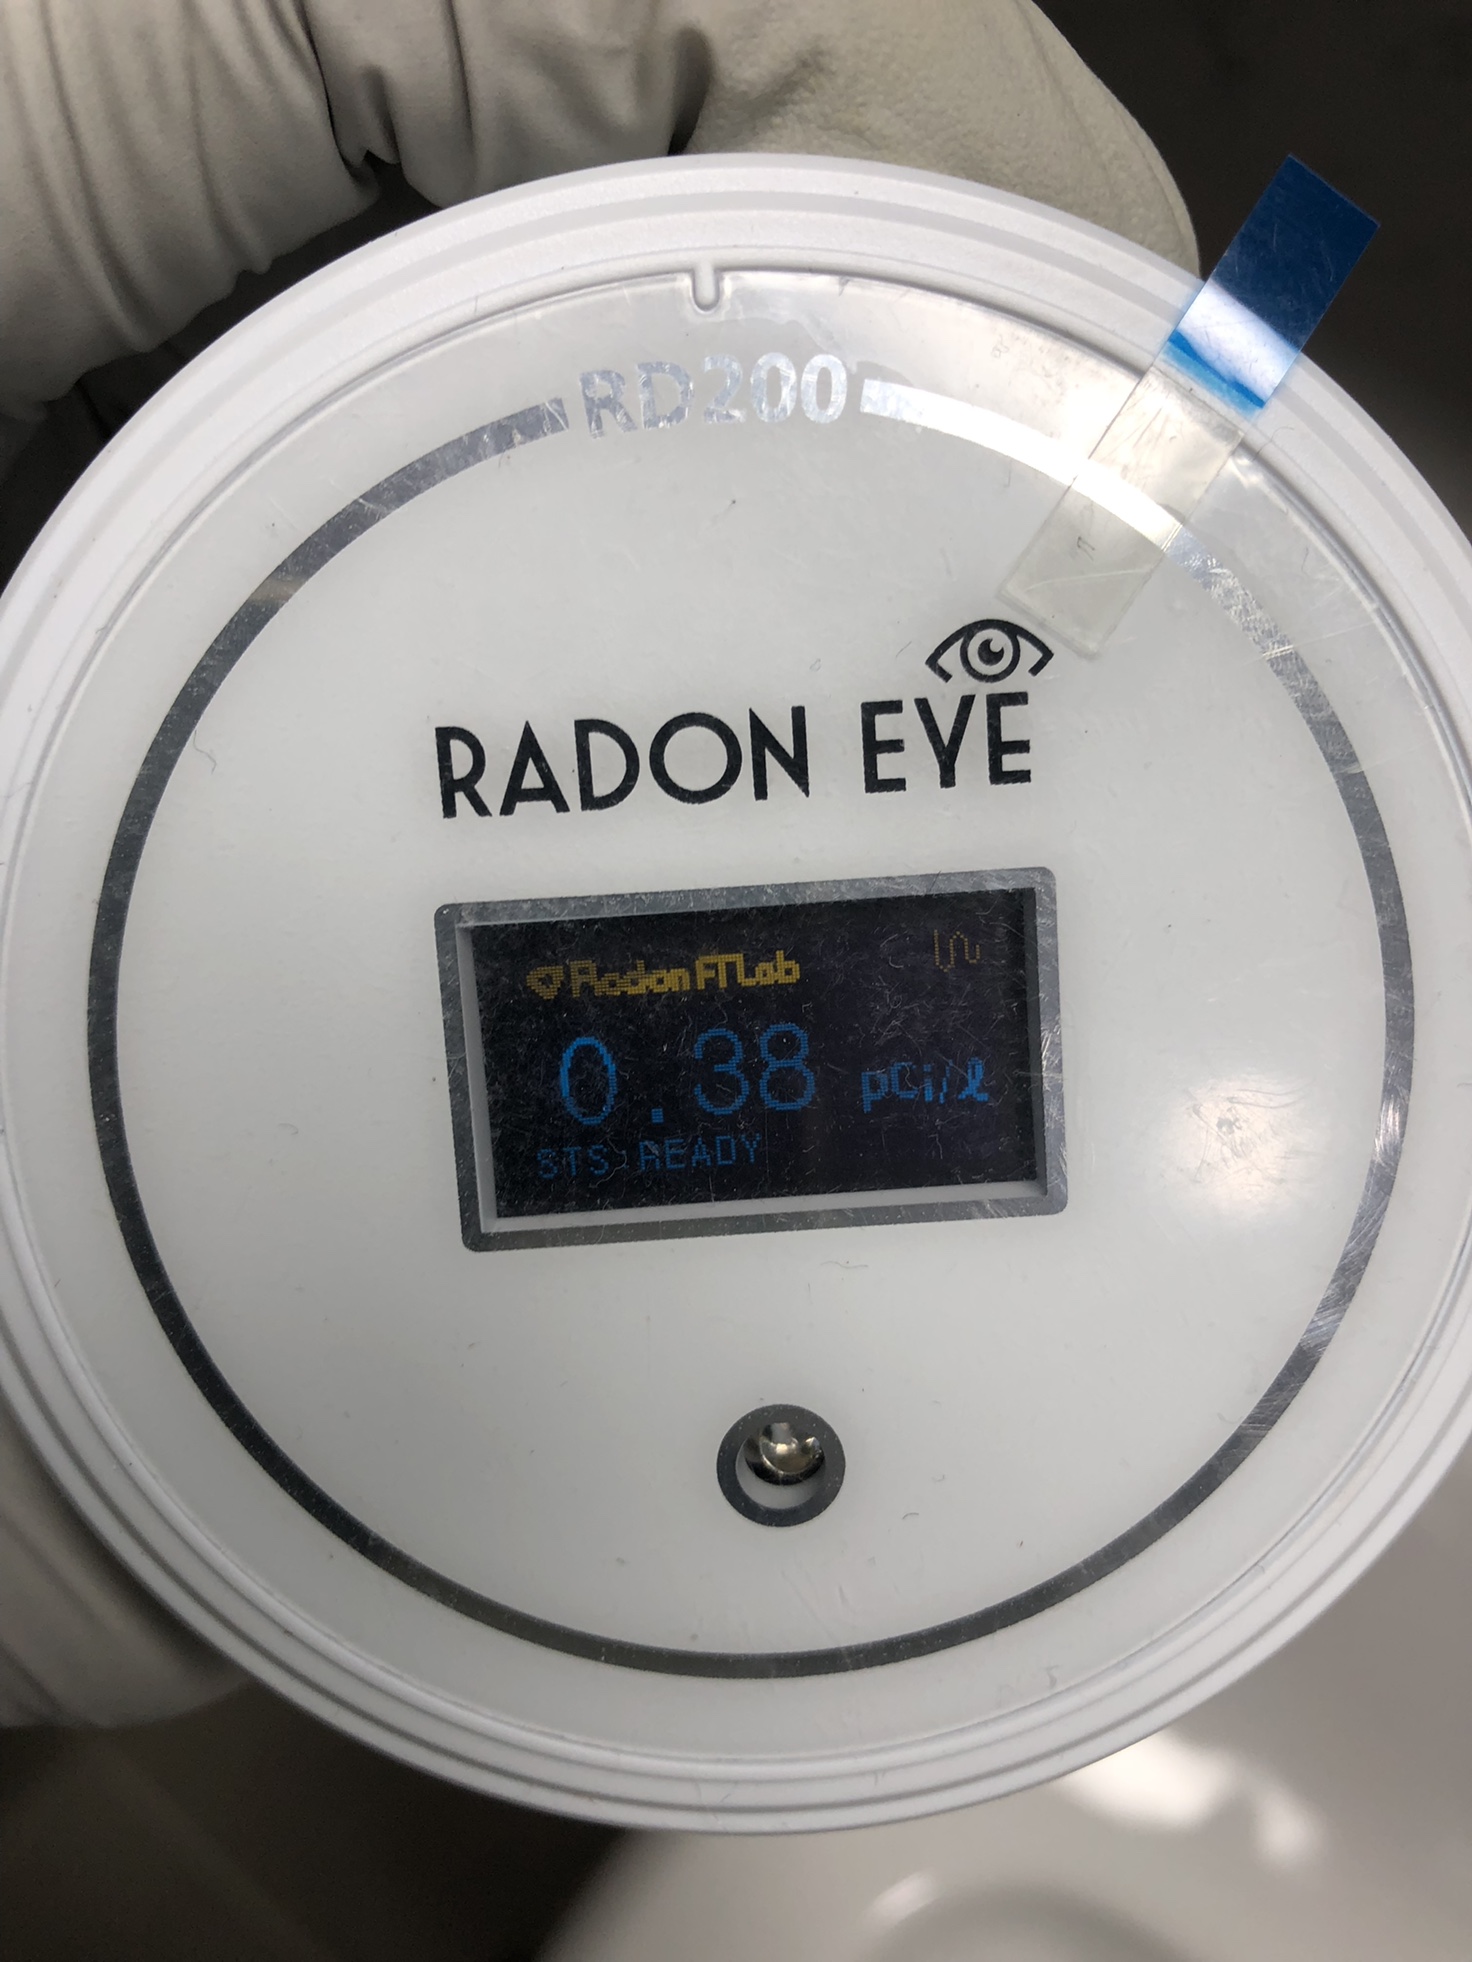 RD200
RADON EYE
Radon FTLab
0.38 pCi/ℓ
STS:READY